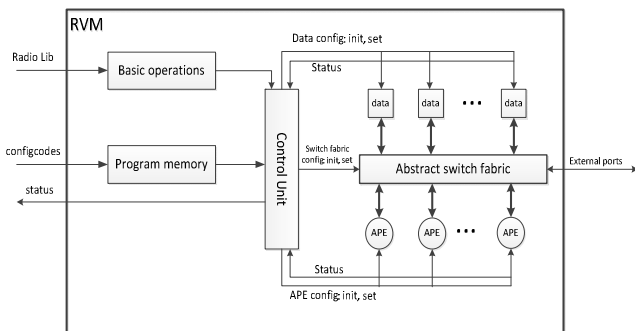 RVM
Data config; init, set
Radio Lib
Basic operations
Status
data
data
•••
data
Control Unit
Switch fabric
config; init, set
configcodes
Program memory
Abstract switch fabric
External ports
status
APE
APE
•••
APE
Status
APE config; init, set